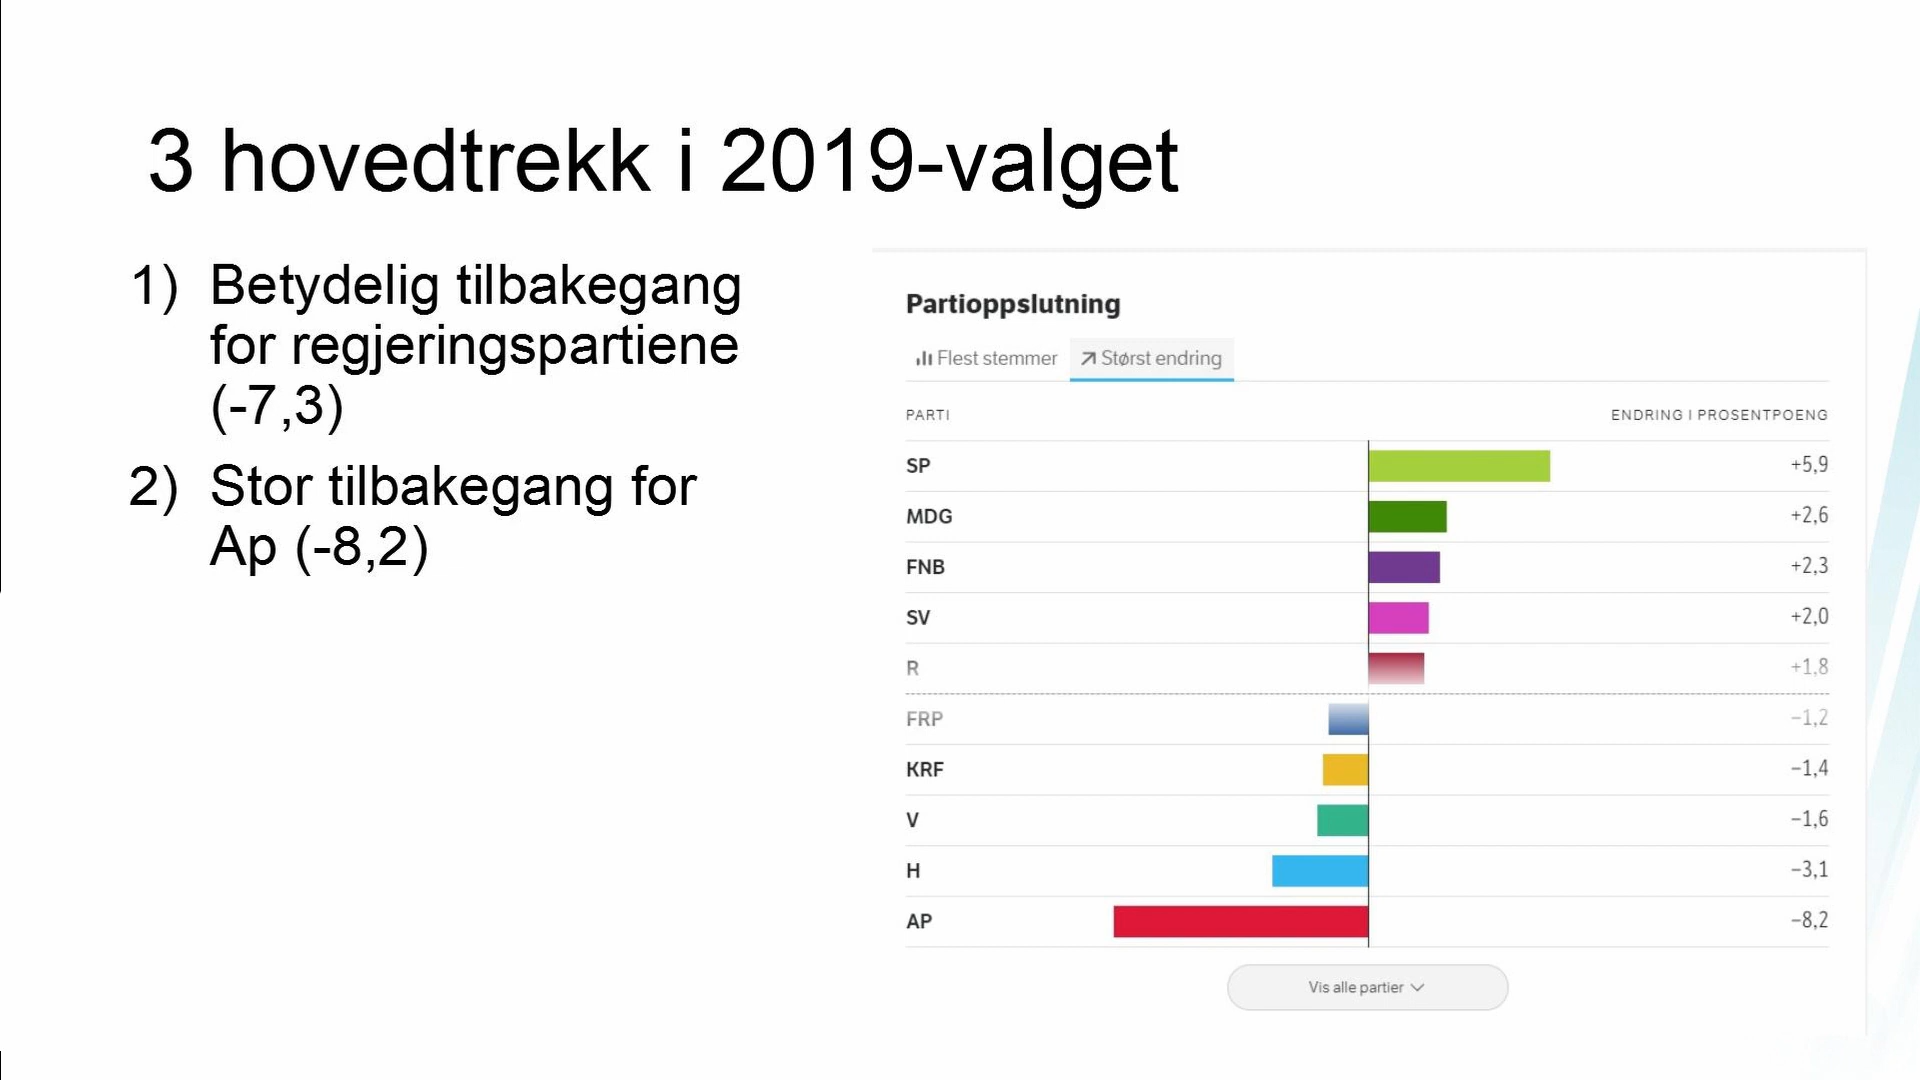 3 hovedtrekk i 2019-valget
1) Betydelig tilbakegang
for regjeringspartiene
(-7,3)
2) Stor tilbakegang for
Ap (-8,2)
Partioppslutning
Flest stemmer Størst endring
PARTI ENDRING I PROSENTPOENG
SP +5,9
MDG +2,6
FNB +2,3
SV +2,0
R +1,8
FRP −1,2
KRF −1,4
V −1,6
H −3,1
AP −8,2
Vis alle partier